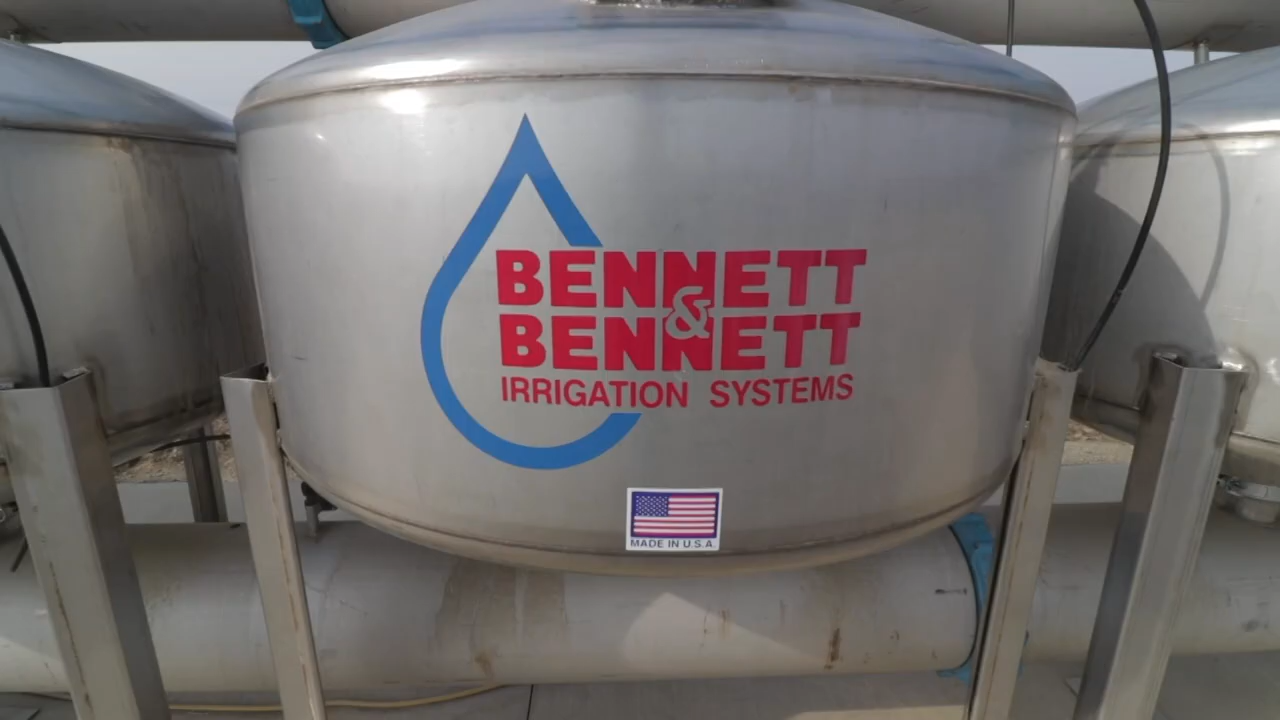 BENNETT
&
BENNETT
IRRIGATION SYSTEMS
MADE IN U.S.A.